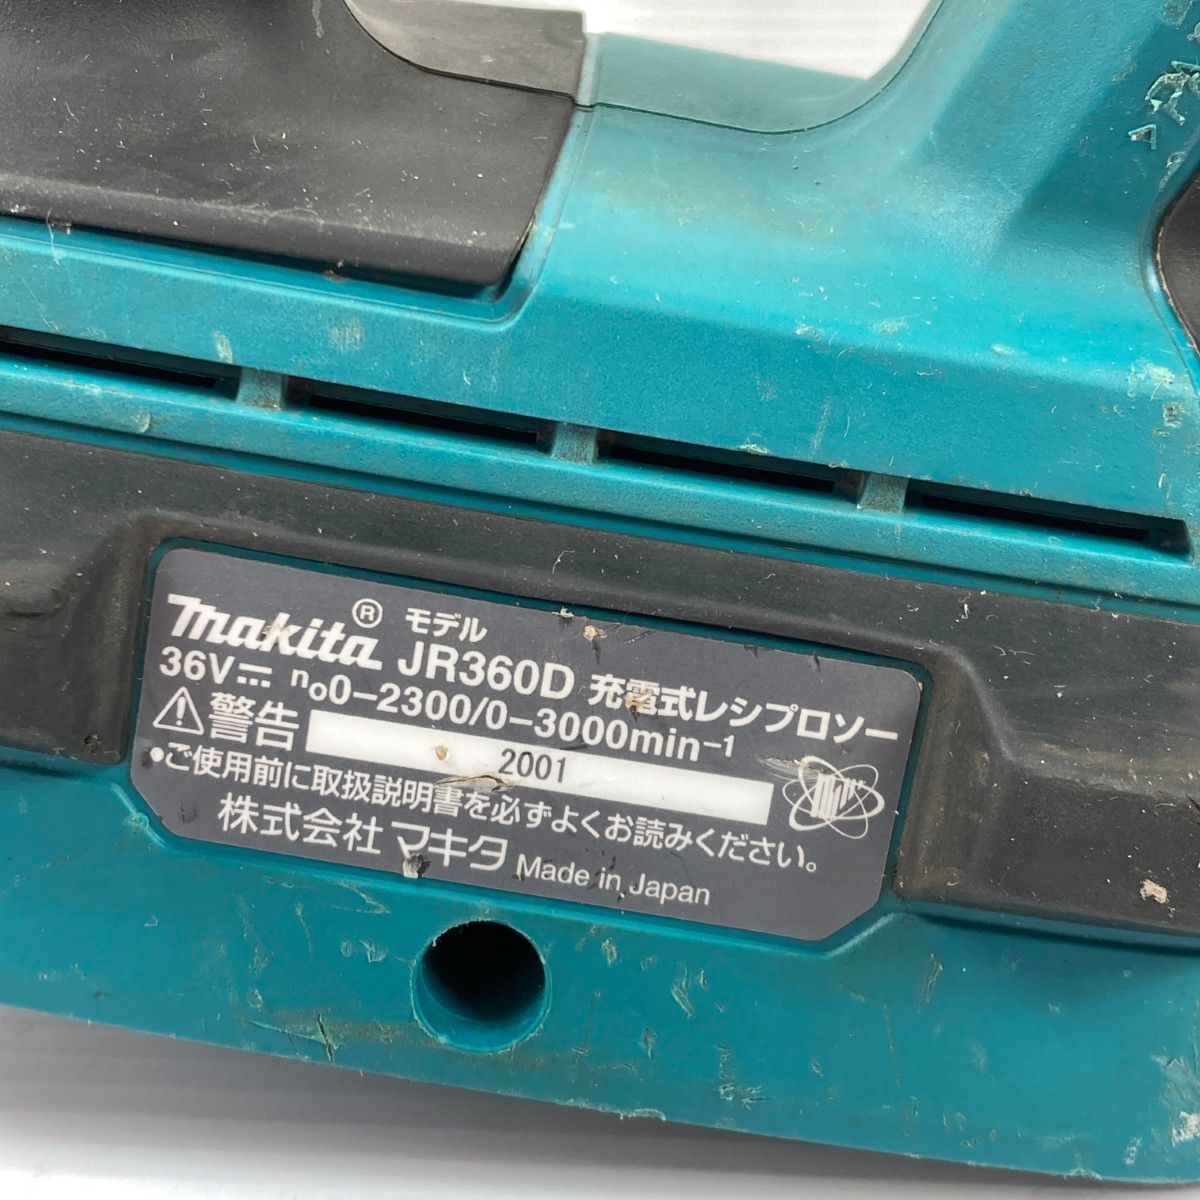 makita® モデル JR360D 充電式レシプロソー
36V⎓ n₀0-2300/0-3000min⁻¹
⚠警告 2001
●ご使用前に取扱説明書を必ずよくお読みください。
株式会社 マキタ Made in Japan